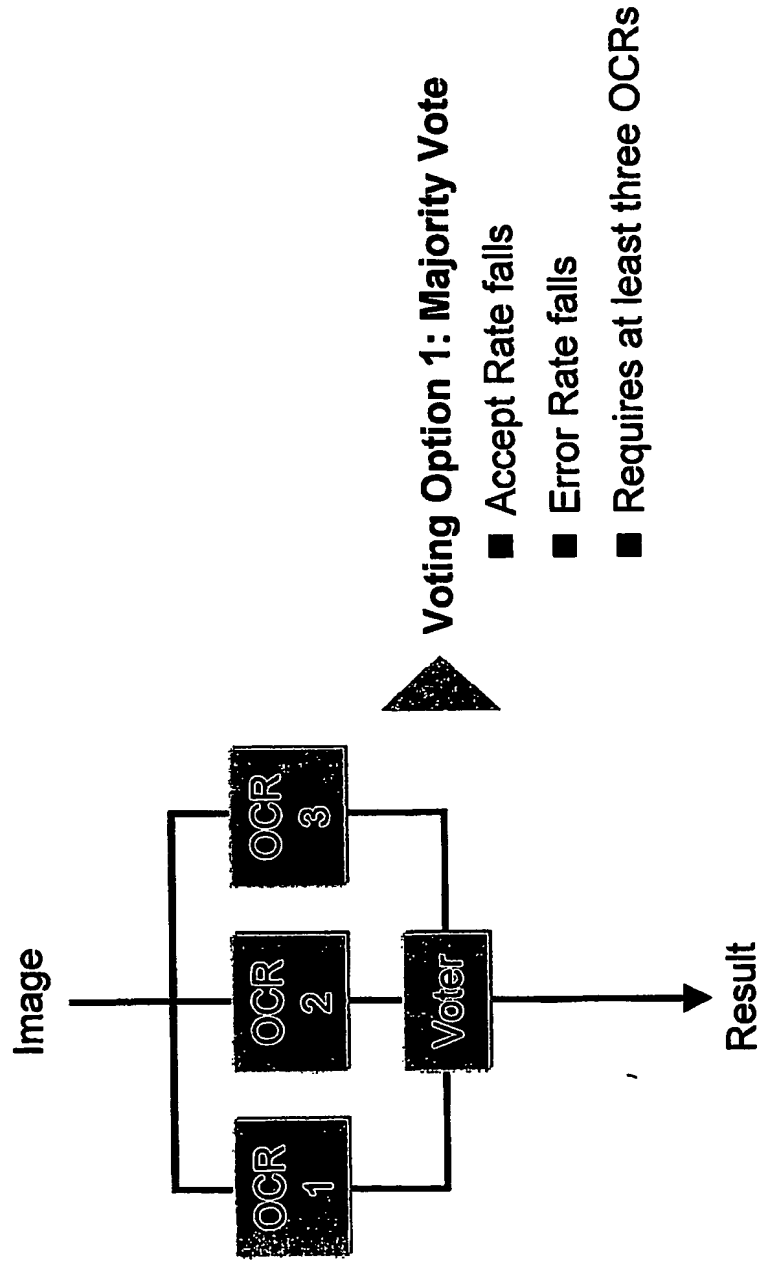 Image
OCR
1
OCR
2
OCR
3
Voter
Result
Voting Option 1: Majority Vote
■ Accept Rate falls
■ Error Rate falls
■ Requires at least three OCRs